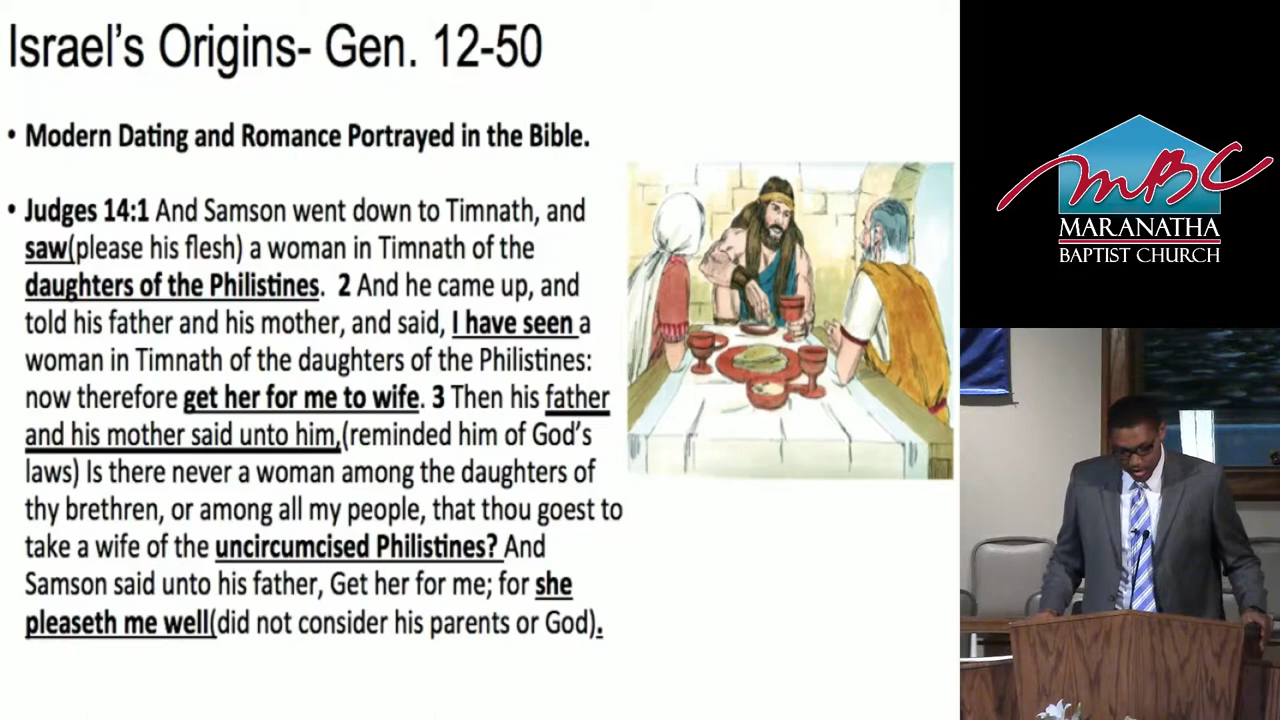 Israel's Origins- Gen. 12-50
• Modern Dating and Romance Portrayed in the Bible.
• Judges 14:1 And Samson went down to Timnath, and
saw(please his flesh) a woman in Timnath of the
daughters of the Philistines. 2 And he came up, and
told his father and his mother, and said, I have seen a
woman in Timnath of the daughters of the Philistines:
now therefore get her for me to wife. 3 Then his father
and his mother said unto him,(reminded him of God's
laws) Is there never a woman among the daughters of
thy brethren, or among all my people, that thou goest to
take a wife of the uncircumcised Philistines? And
Samson said unto his father, Get her for me; for she
pleaseth me well(did not consider his parents or God).
MBC
MARANATHA
BAPTIST CHURCH